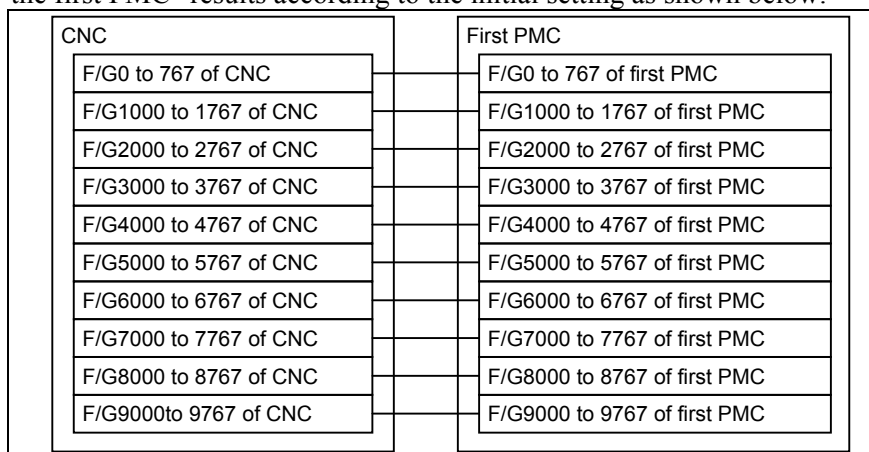 the first PMC" results according to the initial setting as shown below.
CNC
First PMC
F/G0 to 767 of CNC
F/G0 to 767 of first PMC
F/G1000 to 1767 of CNC
F/G1000 to 1767 of first PMC
F/G2000 to 2767 of CNC
F/G2000 to 2767 of first PMC
F/G3000 to 3767 of CNC
F/G3000 to 3767 of first PMC
F/G4000 to 4767 of CNC
F/G4000 to 4767 of first PMC
F/G5000 to 5767 of CNC
F/G5000 to 5767 of first PMC
F/G6000 to 6767 of CNC
F/G6000 to 6767 of first PMC
F/G7000 to 7767 of CNC
F/G7000 to 7767 of first PMC
F/G8000 to 8767 of CNC
F/G8000 to 8767 of first PMC
F/G9000to 9767 of CNC
F/G9000 to 9767 of first PMC